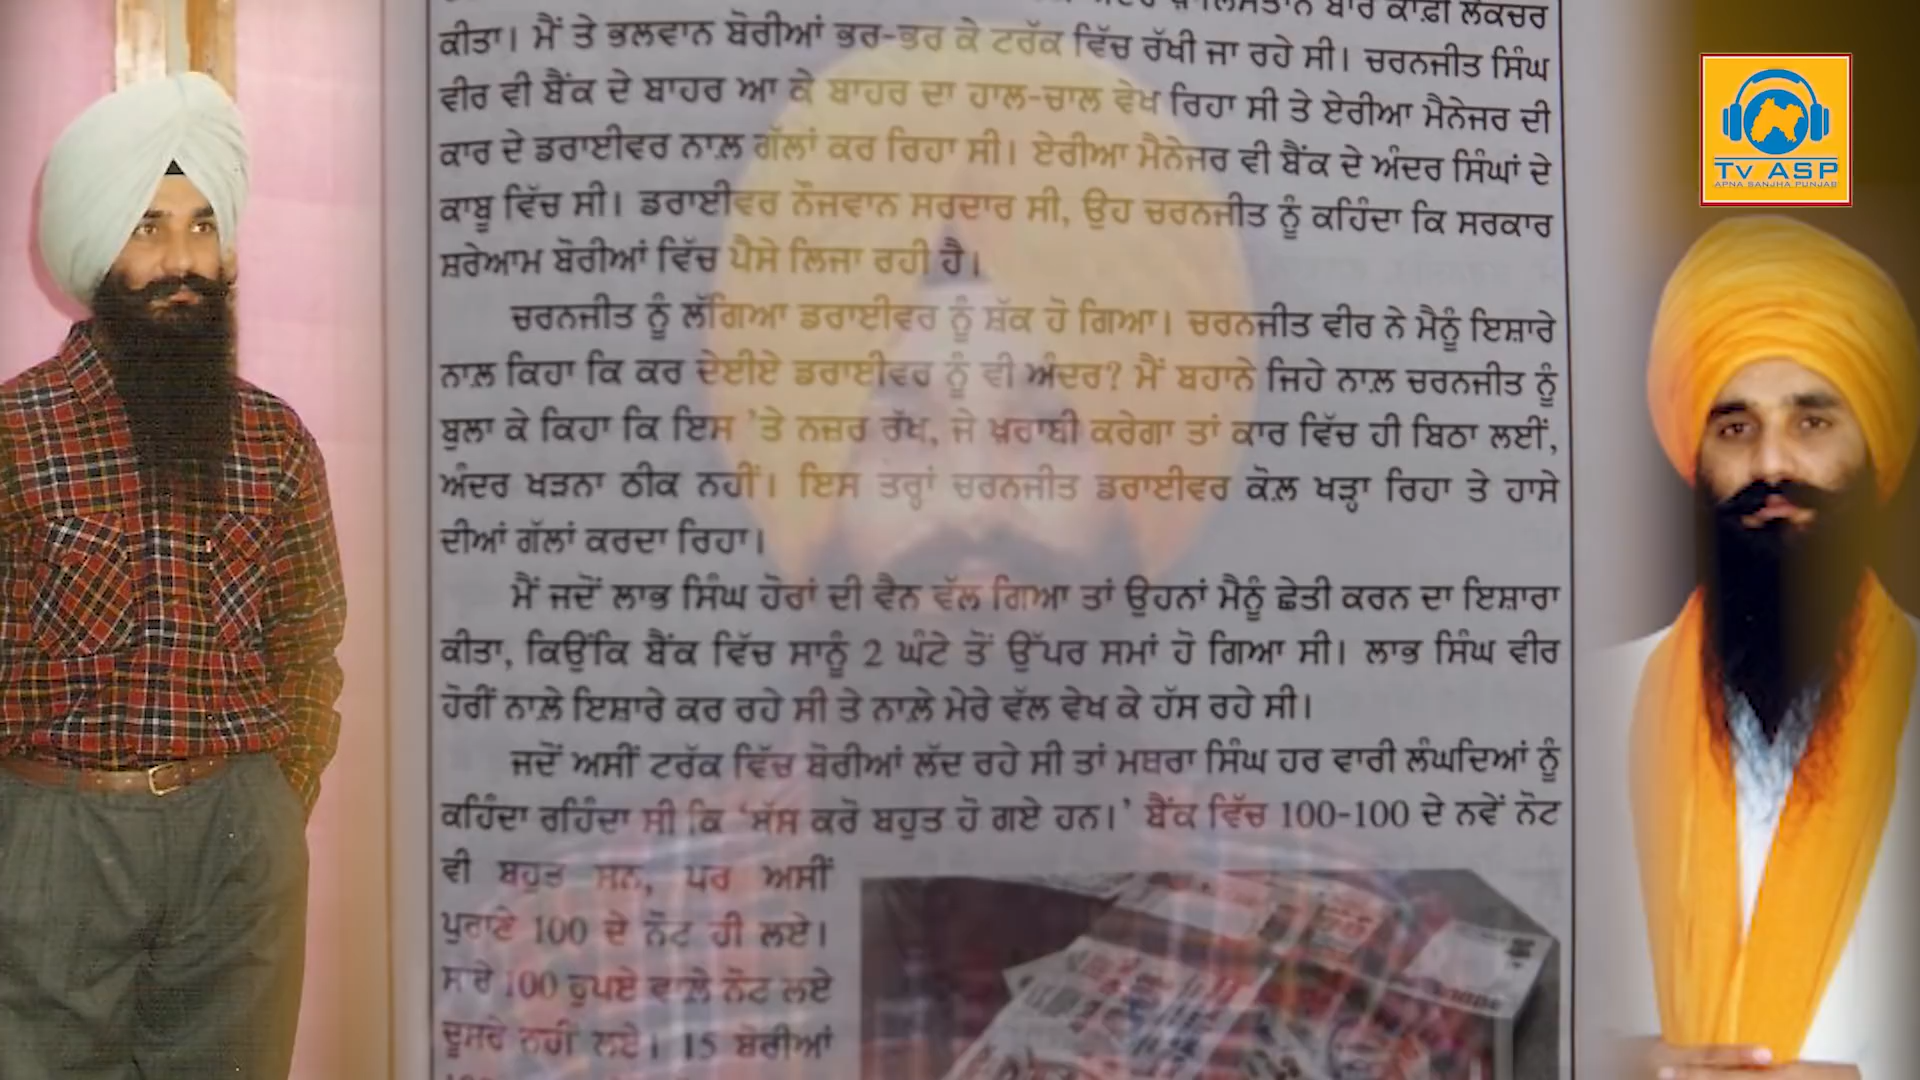 ਬਾਰੇ ਕਾਫ਼ੀ ਲੈਕਚਰ
ਕੀਤਾ। ਮੈਂ ਤੇ ਭਲਵਾਨ ਬੋਰੀਆਂ ਭਰ-ਭਰ ਕੇ ਟਰੱਕ ਵਿੱਚ ਰੱਖੀ ਜਾ ਰਹੇ ਸੀ। ਚਰਨਜੀਤ ਸਿੰਘ
ਵੀਰ ਵੀ ਬੈਂਕ ਦੇ ਬਾਹਰ ਆ ਕੇ ਬਾਹਰ ਦਾ ਹਾਲ-ਚਾਲ ਵੇਖ ਰਿਹਾ ਸੀ ਤੇ ਏਰੀਆ ਮੈਨੇਜਰ ਦੀ
ਕਾਰ ਦੇ ਡਰਾਈਵਰ ਨਾਲ਼ ਗੱਲਾਂ ਕਰ ਰਿਹਾ ਸੀ। ਏਰੀਆ ਮੈਨੇਜਰ ਵੀ ਬੈਂਕ ਦੇ ਅੰਦਰ ਸਿੰਘਾਂ ਦੇ
ਕਾਬੂ ਵਿੱਚ ਸੀ। ਡਰਾਈਵਰ ਨੌਜਵਾਨ ਸਰਦਾਰ ਸੀ, ਉਹ ਚਰਨਜੀਤ ਨੂੰ ਕਹਿੰਦਾ ਕਿ ਸਰਕਾਰ
ਸ਼ਰੇਆਮ ਬੋਰੀਆਂ ਵਿੱਚ ਪੈਸੇ ਲਿਜਾ ਰਹੀ ਹੈ।
ਚਰਨਜੀਤ ਨੂੰ ਲੱਗਿਆ ਡਰਾਈਵਰ ਨੂੰ ਸ਼ੱਕ ਹੋ ਗਿਆ। ਚਰਨਜੀਤ ਵੀਰ ਨੇ ਮੈਨੂੰ ਇਸ਼ਾਰੇ
ਨਾਲ਼ ਕਿਹਾ ਕਿ ਕਰ ਦੇਈਏ ਡਰਾਈਵਰ ਨੂੰ ਵੀ ਅੰਦਰ? ਮੈਂ ਬਹਾਨੇ ਜਿਹੇ ਨਾਲ਼ ਚਰਨਜੀਤ ਨੂੰ
ਬੁਲਾ ਕੇ ਕਿਹਾ ਕਿ ਇਸ 'ਤੇ ਨਜ਼ਰ ਰੱਖ, ਜੇ ਖ਼ਰਾਬੀ ਕਰੇਗਾ ਤਾਂ ਕਾਰ ਵਿੱਚ ਹੀ ਬਿਠਾ ਲਈਂ,
ਅੰਦਰ ਖੜਨਾ ਠੀਕ ਨਹੀਂ। ਇਸ ਤਰ੍ਹਾਂ ਚਰਨਜੀਤ ਡਰਾਈਵਰ ਕੋਲ਼ ਖੜ੍ਹਾ ਰਿਹਾ ਤੇ ਹਾਸੇ
ਦੀਆਂ ਗੱਲਾਂ ਕਰਦਾ ਰਿਹਾ।
ਮੈਂ ਜਦੋਂ ਲਾਭ ਸਿੰਘ ਹੋਰਾਂ ਦੀ ਵੈਨ ਵੱਲ ਗਿਆ ਤਾਂ ਉਹਨਾਂ ਮੈਨੂੰ ਛੇਤੀ ਕਰਨ ਦਾ ਇਸ਼ਾਰਾ
ਕੀਤਾ, ਕਿਉਂਕਿ ਬੈਂਕ ਵਿੱਚ ਸਾਨੂੰ 2 ਘੰਟੇ ਤੋਂ ਉੱਪਰ ਸਮਾਂ ਹੋ ਗਿਆ ਸੀ। ਲਾਭ ਸਿੰਘ ਵੀਰ
ਹੋਰੀਂ ਨਾਲ਼ੇ ਇਸ਼ਾਰੇ ਕਰ ਰਹੇ ਸੀ ਤੇ ਨਾਲ਼ੇ ਮੇਰੇ ਵੱਲ ਵੇਖ ਕੇ ਹੱਸ ਰਹੇ ਸੀ।
ਜਦੋਂ ਅਸੀਂ ਟਰੱਕ ਵਿੱਚ ਬੋਰੀਆਂ ਲੱਦ ਰਹੇ ਸੀ ਤਾਂ ਮਥਰਾ ਸਿੰਘ ਹਰ ਵਾਰੀ ਲੰਘਦਿਆਂ ਨੂੰ
ਕਹਿੰਦਾ ਰਹਿੰਦਾ ਸੀ ਕਿ 'ਬੱਸ ਕਰੋ ਬਹੁਤ ਹੋ ਗਏ ਹਨ।' ਬੈਂਕ ਵਿੱਚ 100-100 ਦੇ ਨਵੇਂ ਨੋਟ
ਵੀ ਬਹੁਤ ਸਨ, ਪਰ ਅਸੀਂ
ਪੁਰਾਣੇ 100 ਦੇ ਨੋਟ ਹੀ ਲਏ।
ਸਾਰੇ 100 ਰੁਪਏ ਵਾਲ਼ੇ ਨੋਟ ਲਏ
ਦੂਸਰੇ ਨਹੀਂ ਲਏ। 15 ਬੋਰੀਆਂ
TV ASP
APNA SANJHA PUNJAB